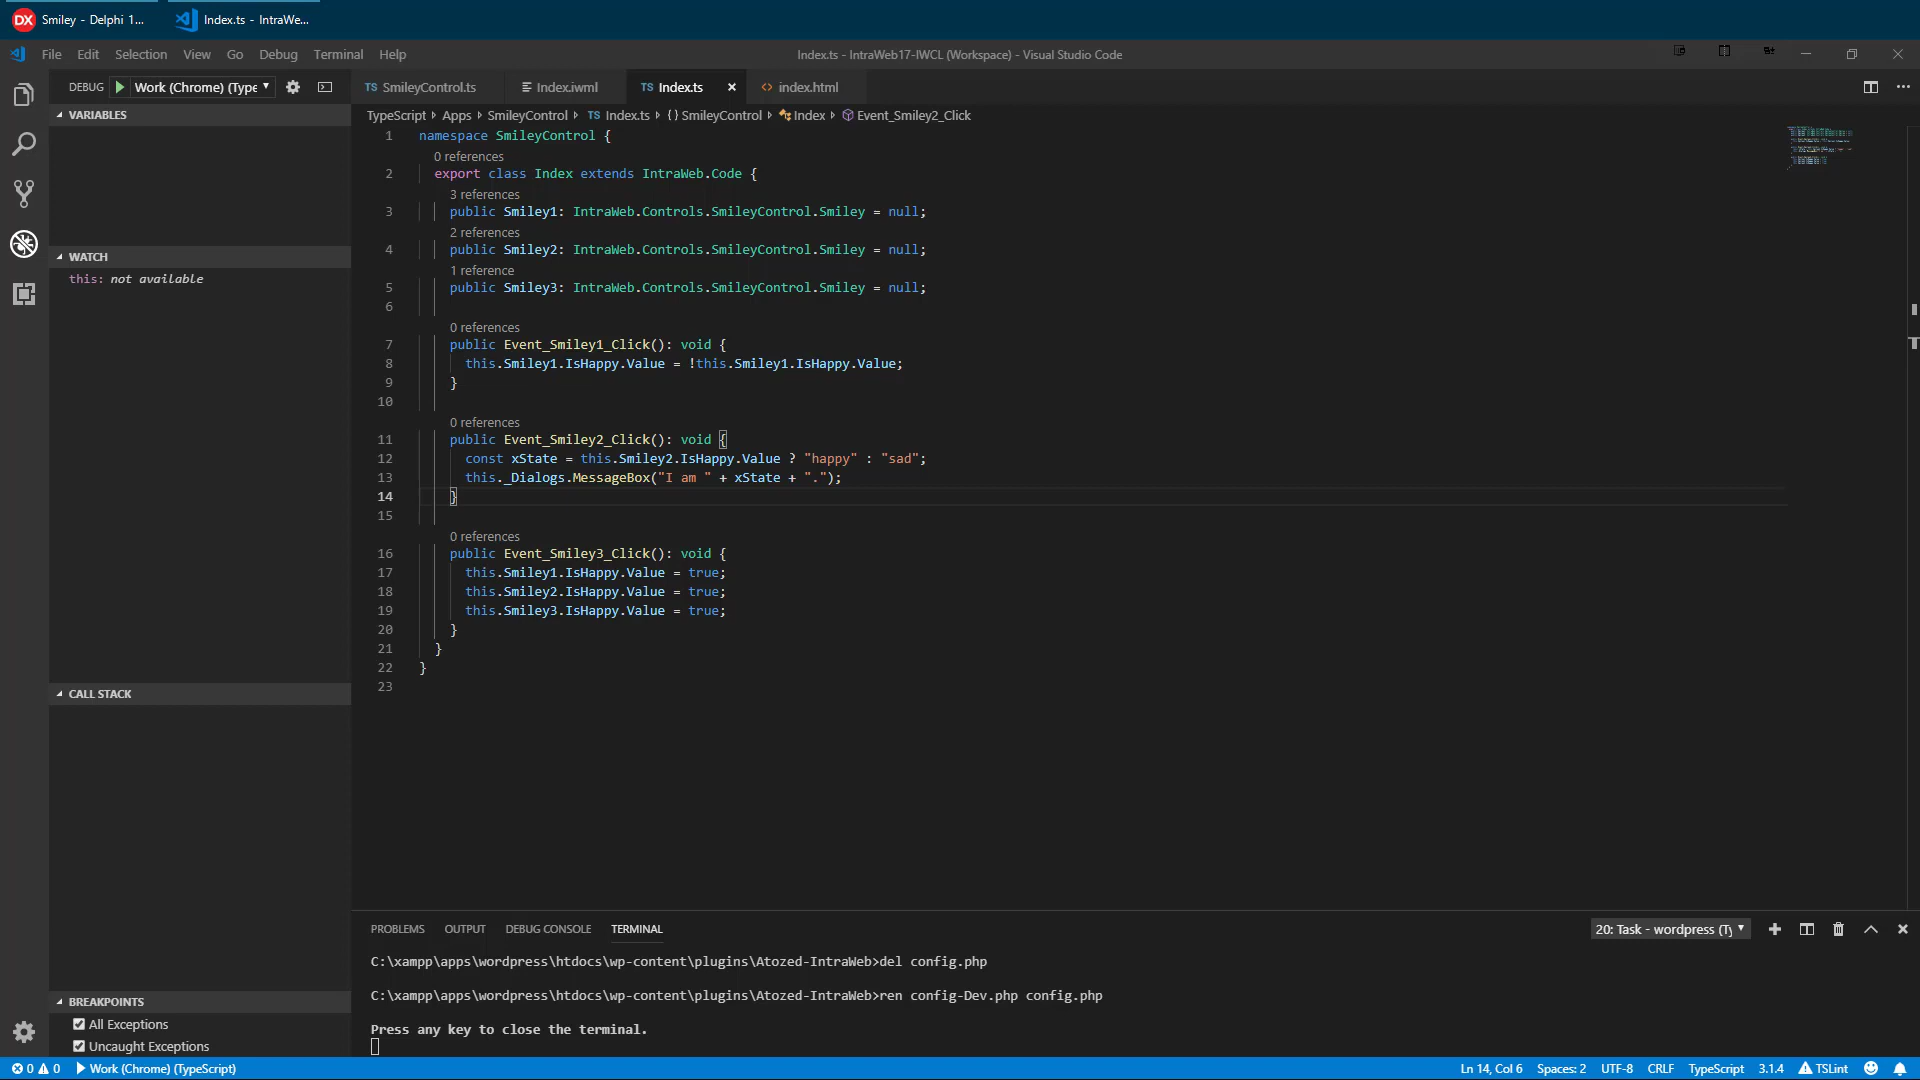 DX Smiley - Delphi 1... Index.ts - IntraWe...
File Edit Selection View Go Debug Terminal Help Index.ts - IntraWeb17-IWCL (Workspace) - Visual Studio Code
DEBUG Work (Chrome) (Type TS SmileyControl.ts Index.iwml TS Index.ts index.html
TypeScript Apps SmileyControl TS Index.ts {} SmileyControl Index Event_Smiley2_Click
VARIABLES
WATCH
this: not available
CALL STACK
BREAKPOINTS
All Exceptions
Uncaught Exceptions
1 namespace SmileyControl {
0 references
2 export class Index extends IntraWeb.Code {
3 references
3 public Smiley1: IntraWeb.Controls.SmileyControl.Smiley = null;
2 references
4 public Smiley2: IntraWeb.Controls.SmileyControl.Smiley = null;
1 reference
5 public Smiley3: IntraWeb.Controls.SmileyControl.Smiley = null;
6
0 references
7 public Event_Smiley1_Click(): void {
8 this.Smiley1.IsHappy.Value = !this.Smiley1.IsHappy.Value;
9 }
10
0 references
11 public Event_Smiley2_Click(): void {
12 const xState = this.Smiley2.IsHappy.Value ? "happy" : "sad";
13 this._Dialogs.MessageBox("I am " + xState + ".");
14 }
15
0 references
16 public Event_Smiley3_Click(): void {
17 this.Smiley1.IsHappy.Value = true;
18 this.Smiley2.IsHappy.Value = true;
19 this.Smiley3.IsHappy.Value = true;
20 }
21 }
22 }
23
PROBLEMS OUTPUT DEBUG CONSOLE TERMINAL 20: Task - wordpress (Ty
C:\xampp\apps\wordpress\htdocs\wp-content\plugins\Atozed-IntraWeb>del config.php
C:\xampp\apps\wordpress\htdocs\wp-content\plugins\Atozed-IntraWeb>ren config-Dev.php config.php
Press any key to close the terminal.
0 0 Work (Chrome) (TypeScript) Ln 14, Col 6 Spaces: 2 UTF-8 CRLF TypeScript 3.1.4 TSLint